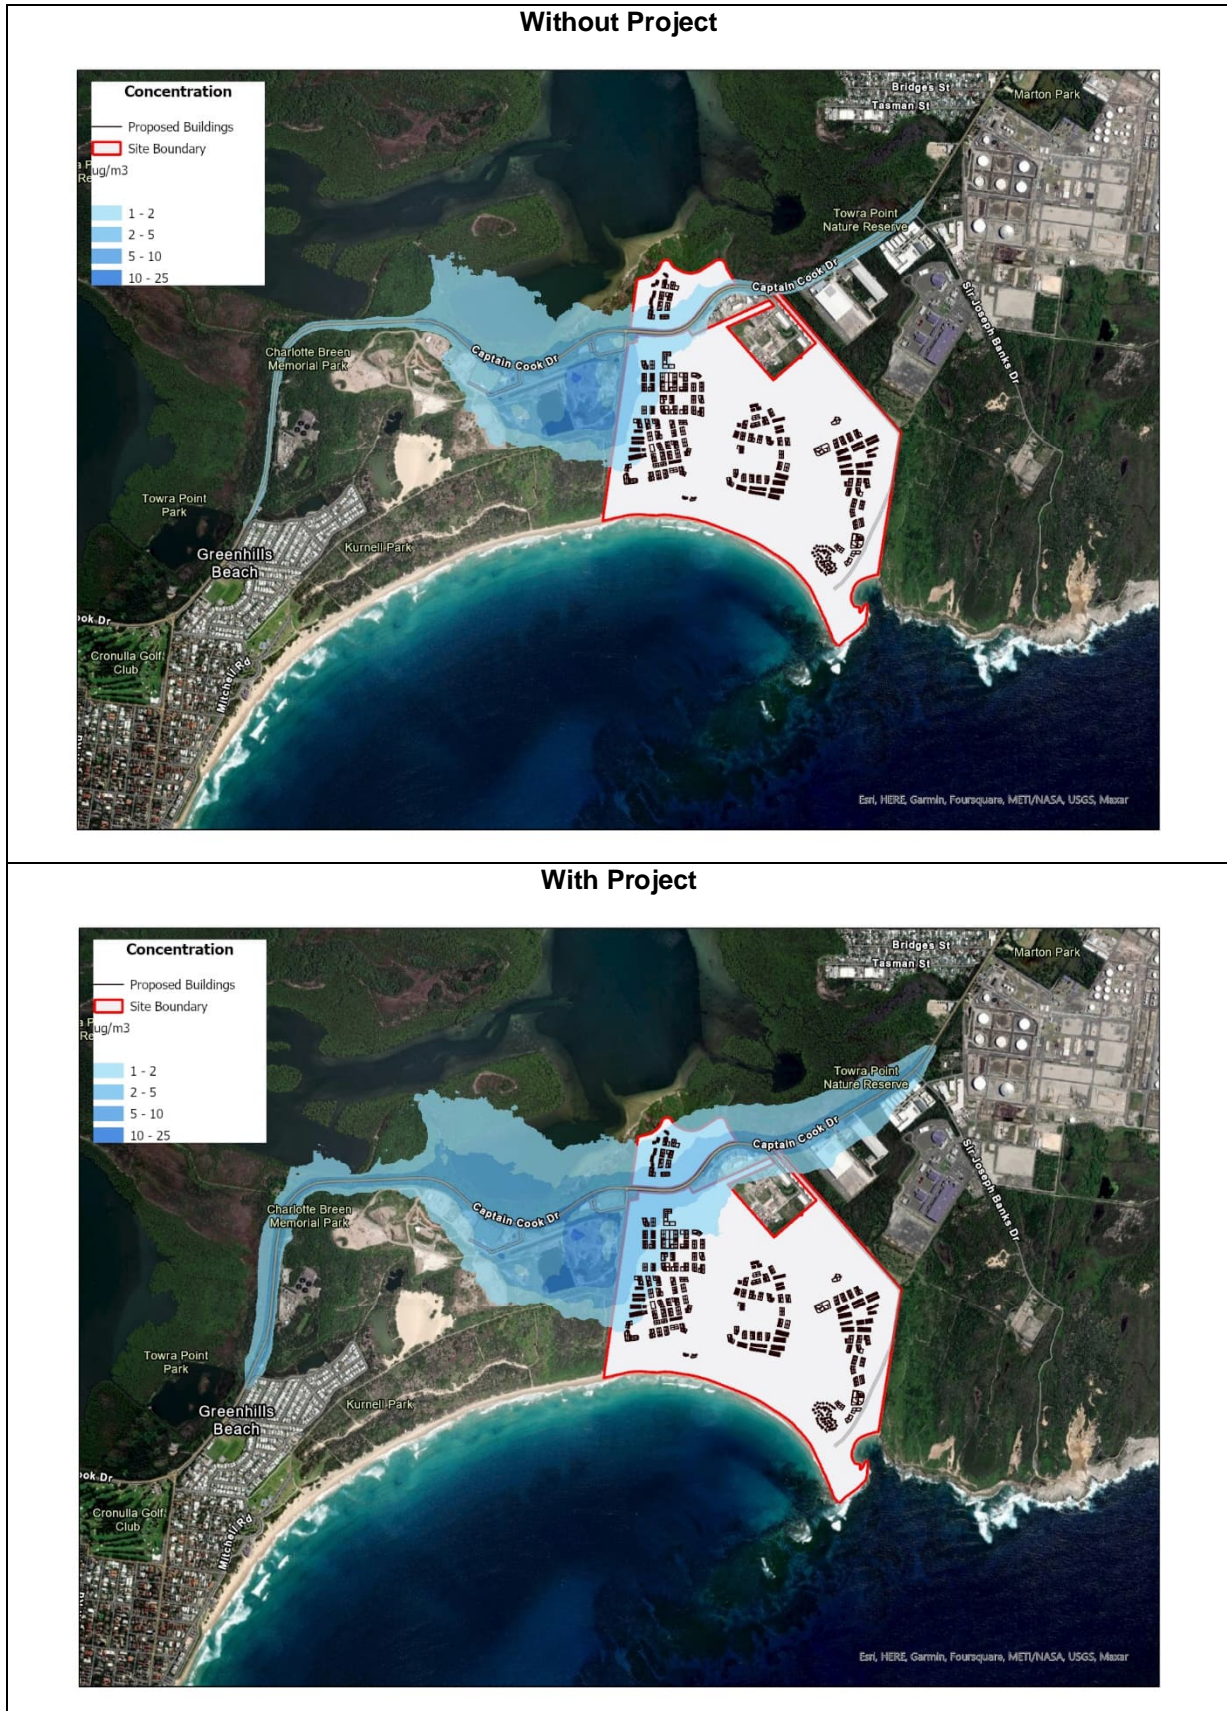 Without Project
Concentration
Proposed Buildings
Site Boundary
ug/m3
1 - 2
2 - 5
5 - 10
10 - 25
Bridges St
Tasman St
Marton Park
Towra Point
Nature Reserve
Captain Cook Dr
Sir Joseph Banks Dr
Charlotte Breen
Memorial Park
Captain Cook Dr
Towra Point
Park
Greenhills
Beach
Kurnell Park
ook Dr
Cronulla Golf
Club
Mitchell Rd
Esri, HERE, Garmin, Foursquare, METI/NASA, USGS, Maxar
With Project
Concentration
Proposed Buildings
Site Boundary
ug/m3
1 - 2
2 - 5
5 - 10
10 - 25
Bridges St
Tasman St
Marton Park
Towra Point
Nature Reserve
Captain Cook Dr
Sir Joseph Banks Dr
Charlotte Breen
Memorial Park
Captain Cook Dr
Towra Point
Park
Greenhills
Beach
Kurnell Park
ook Dr
Cronulla Golf
Club
Mitchell Rd
Esri, HERE, Garmin, Foursquare, METI/NASA, USGS, Maxar